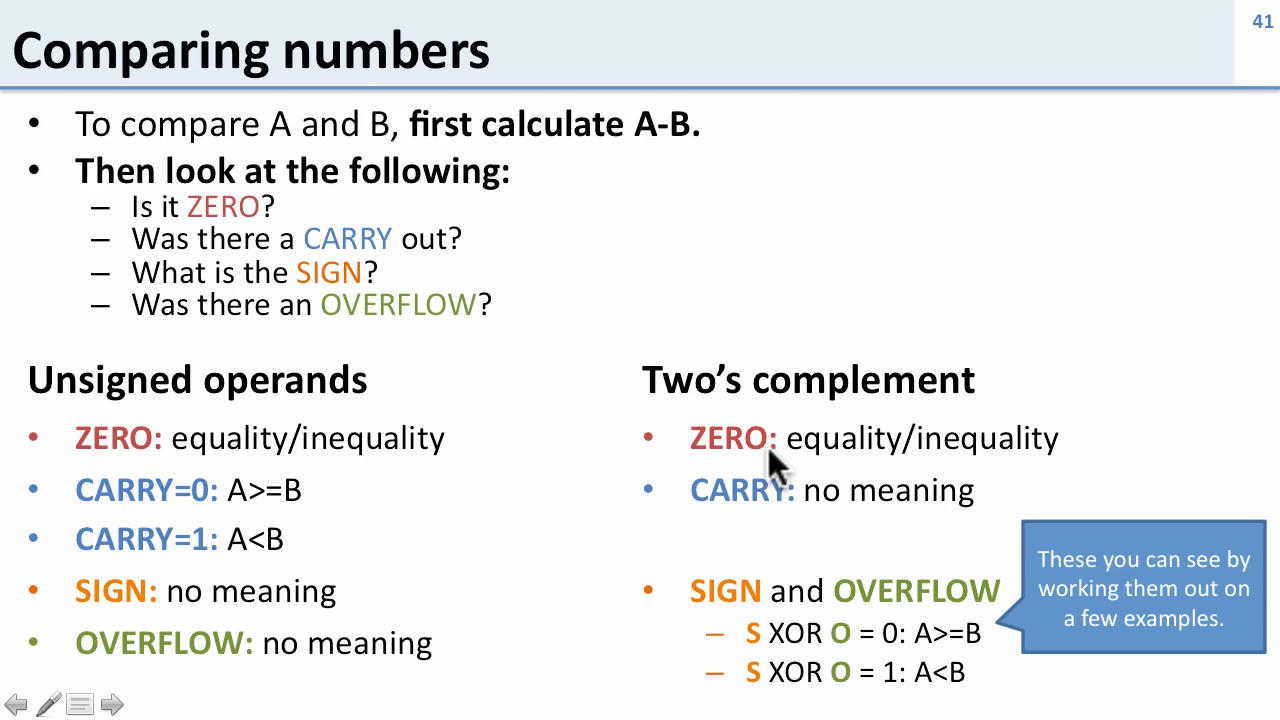 41
Comparing numbers
• To compare A and B, first calculate A-B.
• Then look at the following:
– Is it ZERO?
– Was there a CARRY out?
– What is the SIGN?
– Was there an OVERFLOW?
Unsigned operands
• ZERO: equality/inequality
• CARRY=0: A>=B
• CARRY=1: A<B
• SIGN: no meaning
• OVERFLOW: no meaning
Two’s complement
• ZERO: equality/inequality
• CARRY: no meaning
• SIGN and OVERFLOW
– S XOR O = 0: A>=B
– S XOR O = 1: A<B
These you can see by
working them out on
a few examples.